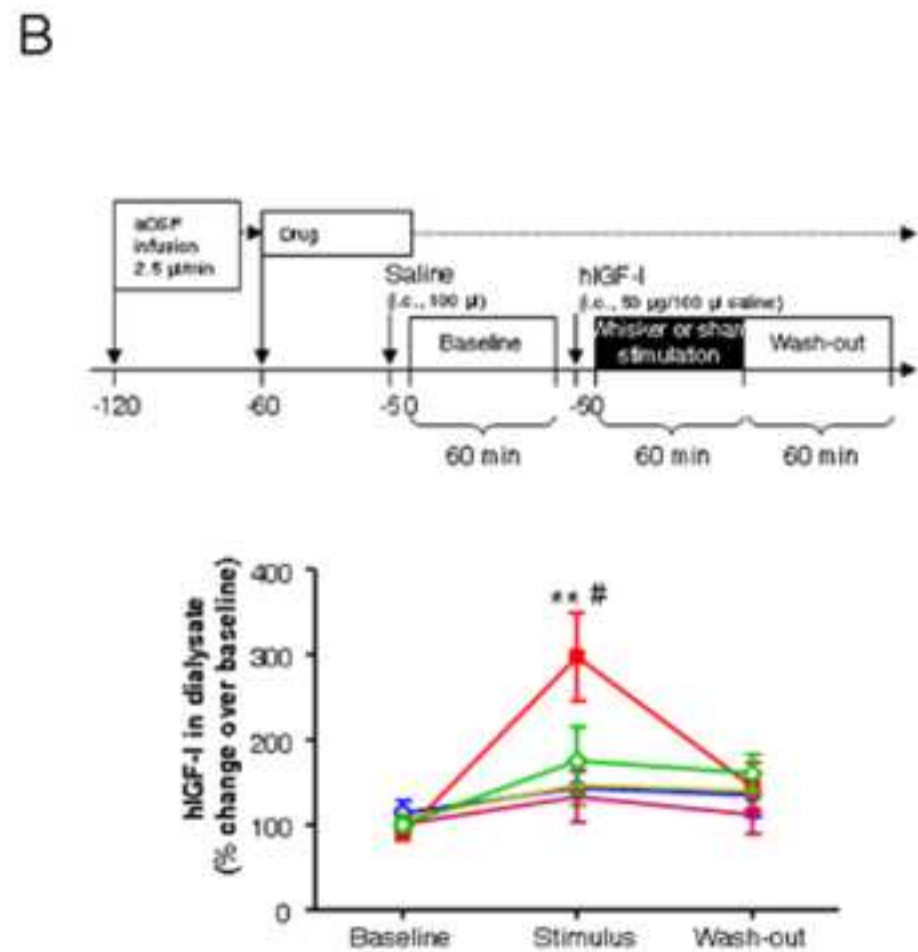 B
aCSF
infusion
2.5 µl/min
Drug
Saline
(i.c., 100 µl)
hIGF-I
(i.c., 50 µg/100 µl saline)
Baseline
Whisker or sham
stimulation
Wash-out
-120
-60
-50
-50
60 min
60 min
60 min
hIGF-I in dialysate
(% change over baseline)
400
300
200
100
0
** #
Baseline
Stimulus
Wash-out